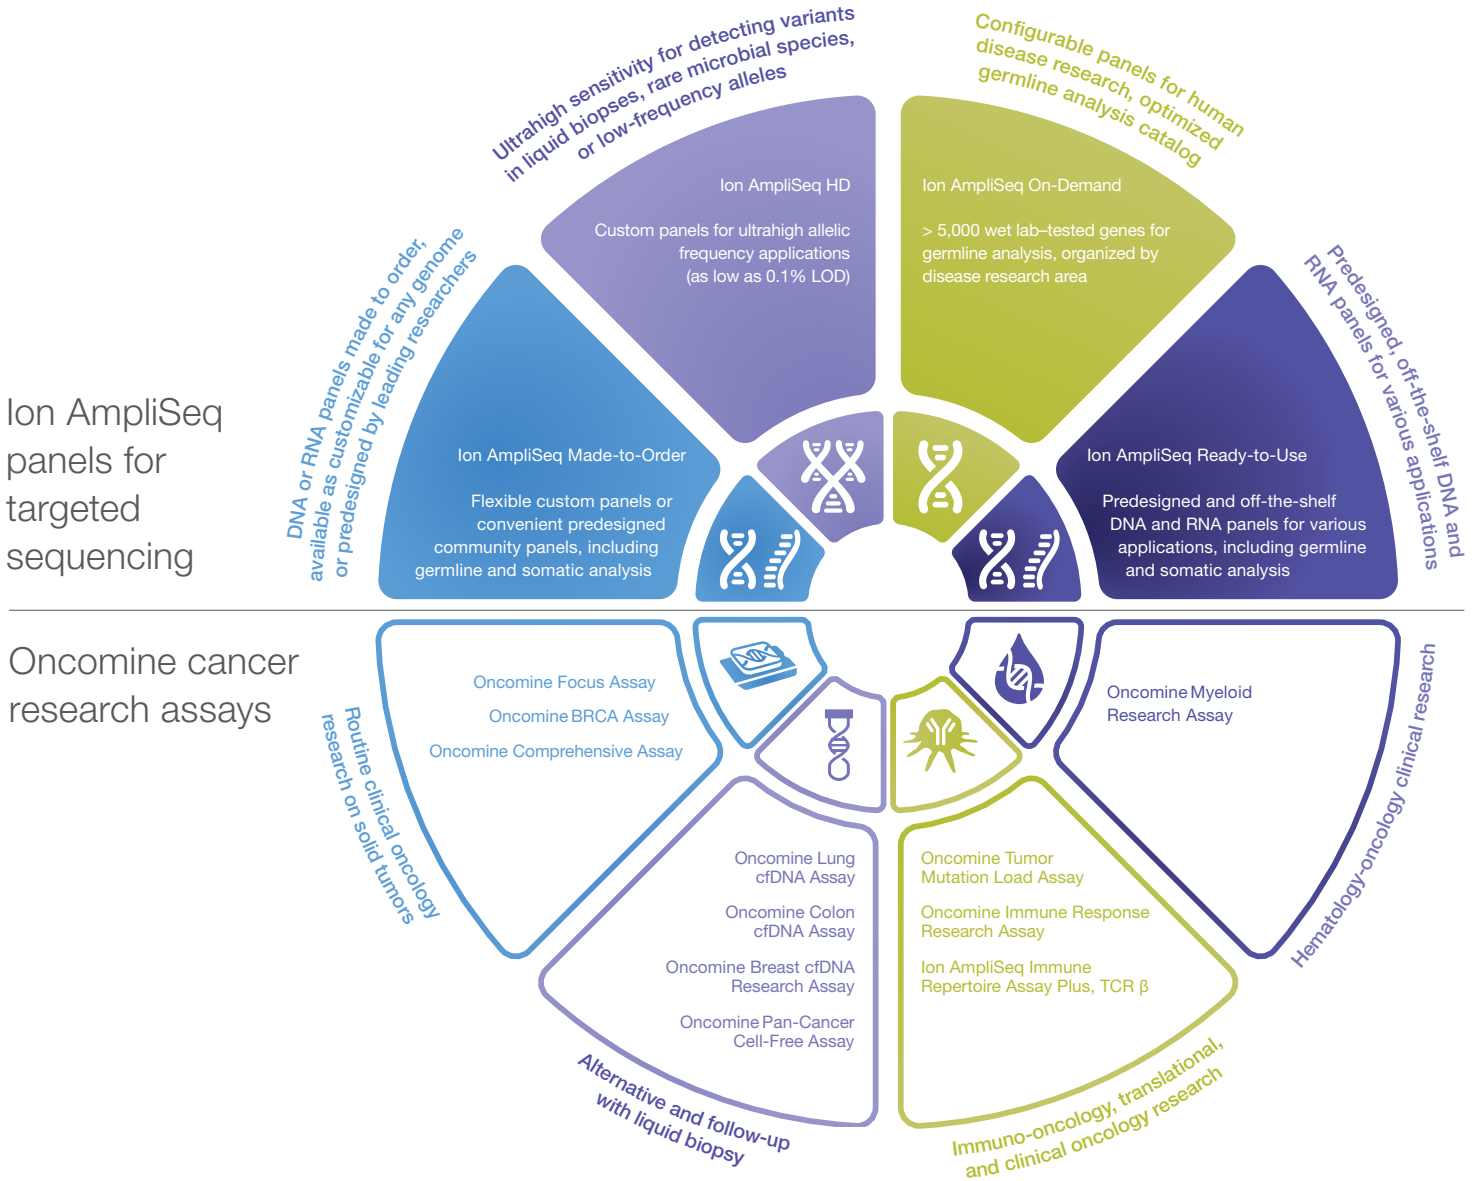 Ultrahigh sensitivity for detecting variants
in liquid biopses, rare microbial species,
or low-frequency alleles
Configurable panels for human
disease research, optimized
germline analysis catalog
Ion AmpliSeq HD
Custom panels for ultrahigh allelic
frequency applications
(as low as 0.1% LOD)
Ion AmpliSeq On-Demand
> 5,000 wet lab–tested genes for
germline analysis, organized by
disease research area
DNA or RNA panels made to order,
available as customizable for any genome
or predesigned by leading researchers
Predesigned, off-the-shelf DNA and
RNA panels for various applications
Ion AmpliSeq
panels for
targeted
sequencing
Ion AmpliSeq Made-to-Order
Flexible custom panels or
convenient predesigned
community panels, including
germline and somatic analysis
Ion AmpliSeq Ready-to-Use
Predesigned and off-the-shelf
DNA and RNA panels for various
applications, including germline
and somatic analysis
Oncomine cancer
research assays
Routine clinical oncology
research on solid tumors
Oncomine Focus Assay
Oncomine BRCA Assay
Oncomine Comprehensive Assay
Oncomine Myeloid
Research Assay
Hematology-oncology clinical research
Oncomine Lung
cfDNA Assay
Oncomine Colon
cfDNA Assay
Oncomine Breast cfDNA
Research Assay
Oncomine Pan-Cancer
Cell-Free Assay
Oncomine Tumor
Mutation Load Assay
Oncomine Immune Response
Research Assay
Ion AmpliSeq Immune
Repertoire Assay Plus, TCR β
Alternative and follow-up
with liquid biopsy
Immuno-oncology, translational,
and clinical oncology research